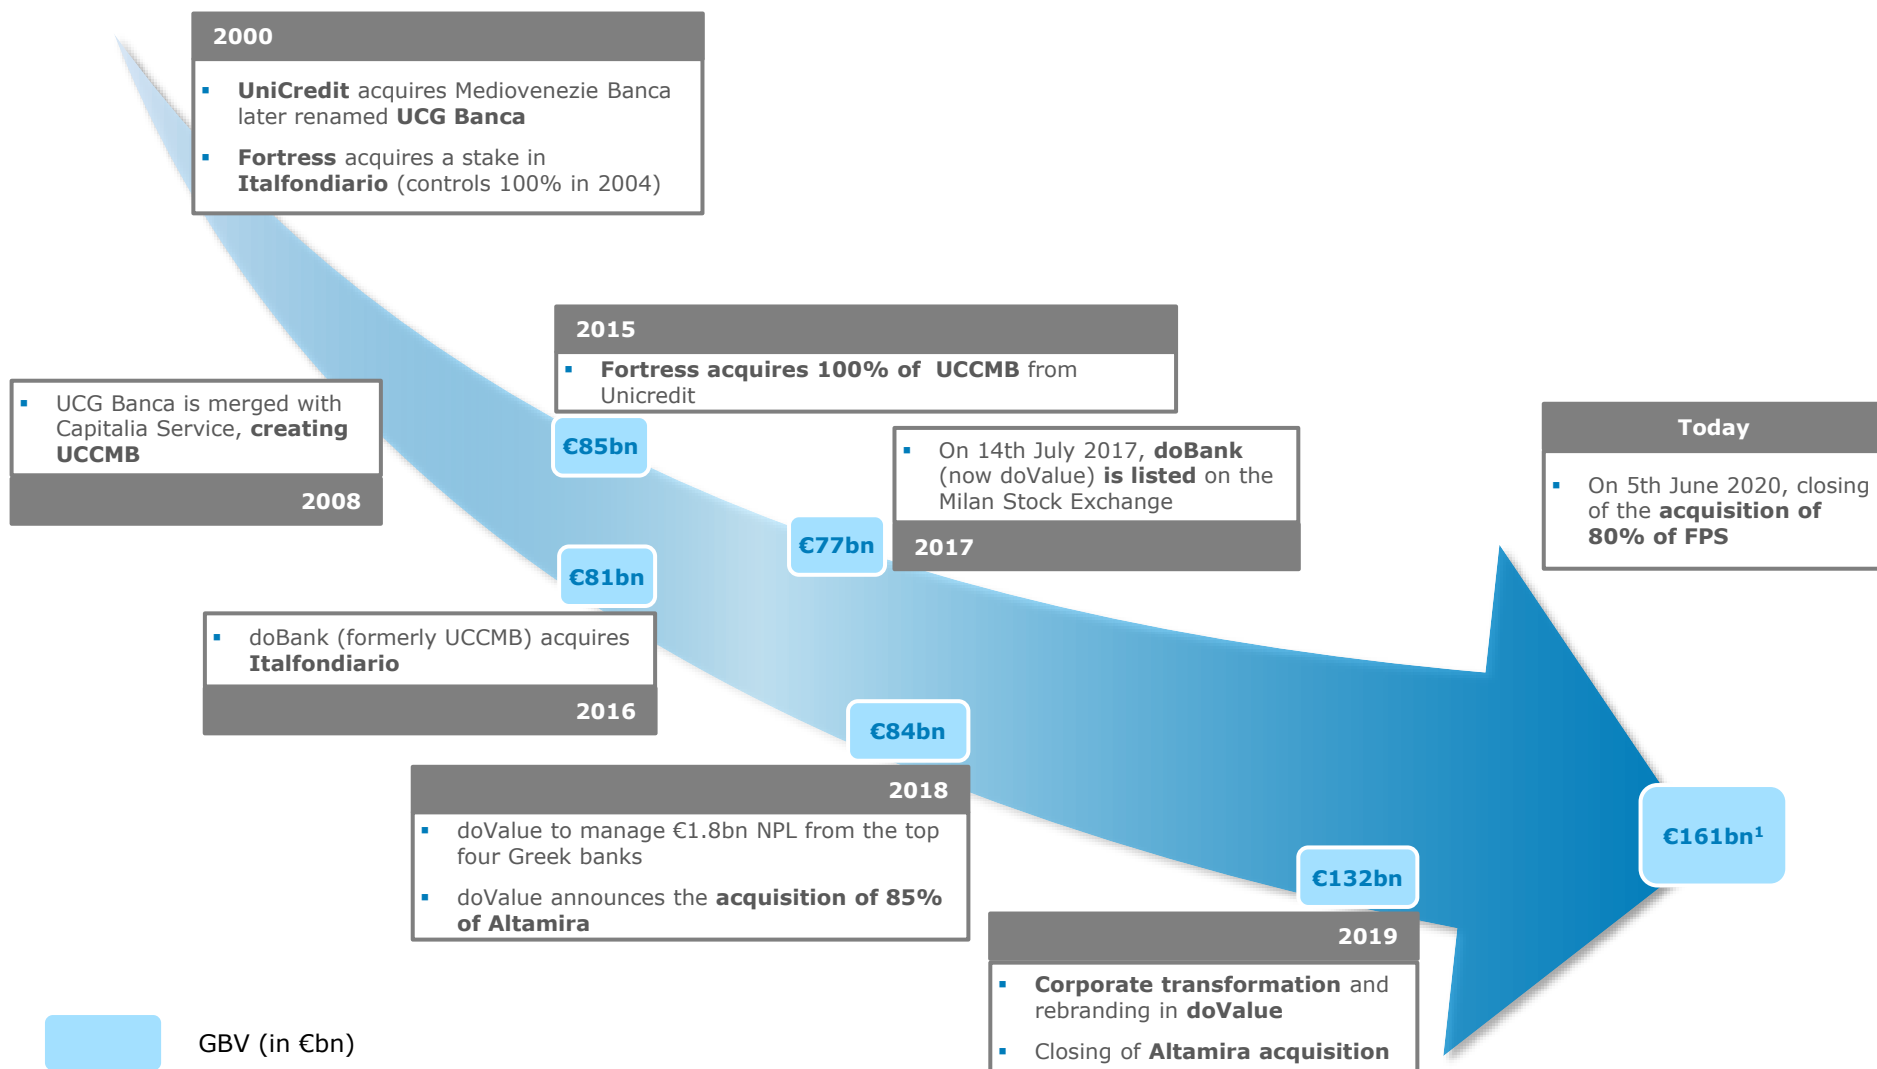 2000
▪ UniCredit acquires Mediovenezie Banca
later renamed UCG Banca
▪ Fortress acquires a stake in
Italfondiario (controls 100% in 2004)
2015
▪ Fortress acquires 100% of UCCMB from
Unicredit
▪ UCG Banca is merged with
Capitalia Service, creating
UCCMB
2008
€85bn
▪ On 14th July 2017, doBank
(now doValue) is listed on the
Milan Stock Exchange
2017
€77bn
Today
▪ On 5th June 2020, closing
of the acquisition of
80% of FPS
€81bn
▪ doBank (formerly UCCMB) acquires
Italfondiario
2016
€84bn
2018
▪ doValue to manage €1.8bn NPL from the top
four Greek banks
▪ doValue announces the acquisition of 85%
of Altamira
€132bn
€161bn¹
2019
▪ Corporate transformation and
rebranding in doValue
▪ Closing of Altamira acquisition
GBV (in €bn)